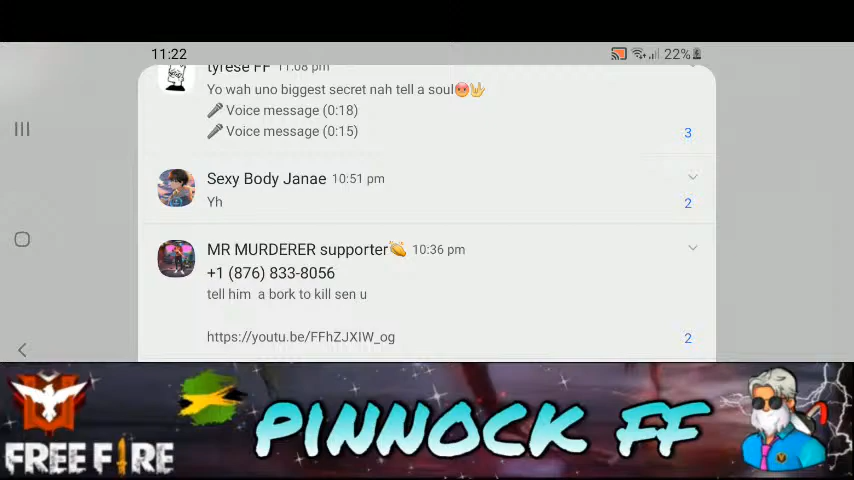 11:22
22%
tyrese FF 11:08 pm
Yo wah uno biggest secret nah tell a soul😡🤟
🎤 Voice message (0:18)
🎤 Voice message (0:15)
3
Sexy Body Janae 10:51 pm
Yh
2
MR MURDERER supporter👏 10:36 pm
+1 (876) 833-8056
tell him a bork to kill sen u
https://youtu.be/FFhZJXIW_og
2
FREE FIRE
PINNOCK FF